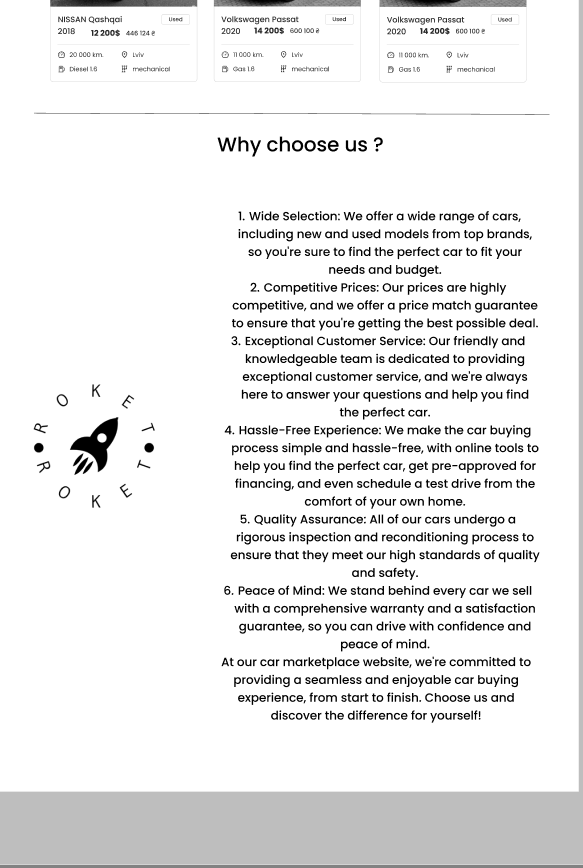 NISSAN Qashqai
Used
2018 12 200$ 446 124 ₴
20 000 km. Lviv
Diesel 1.6 mechanical
Volkswagen Passat
Used
2020 14 200$ 600 100 ₴
11 000 km. Lviv
Gas 1.6 mechanical
Volkswagen Passat
Used
2020 14 200$ 600 100 ₴
11 000 km. Lviv
Gas 1.6 mechanical
Why choose us ?
1. Wide Selection: We offer a wide range of cars,
including new and used models from top brands,
so you're sure to find the perfect car to fit your
needs and budget.
2. Competitive Prices: Our prices are highly
competitive, and we offer a price match guarantee
to ensure that you're getting the best possible deal.
3. Exceptional Customer Service: Our friendly and
knowledgeable team is dedicated to providing
exceptional customer service, and we're always
here to answer your questions and help you find
the perfect car.
4. Hassle-Free Experience: We make the car buying
process simple and hassle-free, with online tools to
help you find the perfect car, get pre-approved for
financing, and even schedule a test drive from the
comfort of your own home.
5. Quality Assurance: All of our cars undergo a
rigorous inspection and reconditioning process to
ensure that they meet our high standards of quality
and safety.
6. Peace of Mind: We stand behind every car we sell
with a comprehensive warranty and a satisfaction
guarantee, so you can drive with confidence and
peace of mind.
At our car marketplace website, we're committed to
providing a seamless and enjoyable car buying
experience, from start to finish. Choose us and
discover the difference for yourself!
ROKET
ROKET